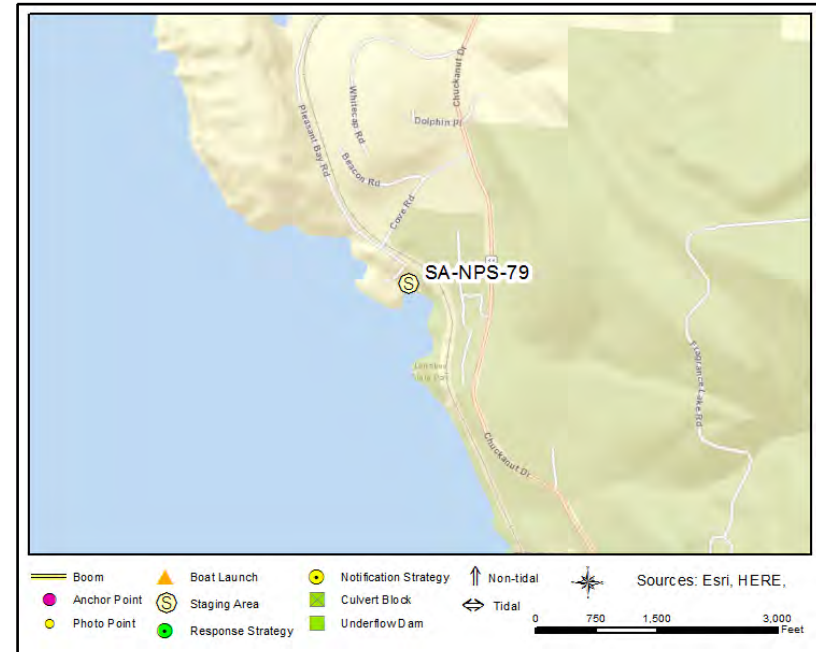 Chuckanut Dr
Whitecap Rd
Pleasant Bay Rd
Dolphin Pl
Beacon Rd
Cove Rd
S SA-NPS-79
Fragrance Lake Rd
Chuckanut Dr
Boom
Anchor Point
Photo Point
Boat Launch
S Staging Area
Response Strategy
Notification Strategy
Culvert Block
Underflow Dam
Non-tidal
Tidal
Sources: Esri, HERE,
0 750 1,500 3,000
Feet